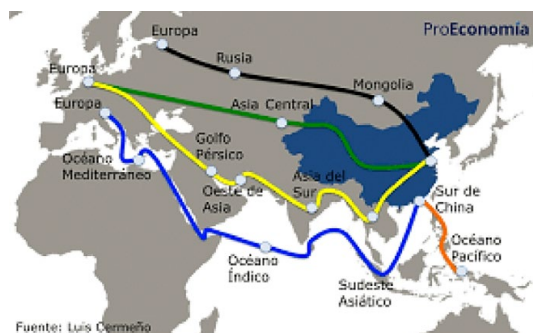 ProEconomía
Europa
Rusia
Mongolia
Europa
Asia Central
Europa
Golfo
Pérsico
Océano
Mediterráneo
Oeste de
Asia
Asia del
Sur
Sur de
China
Océano
Pacífico
Océano
Índico
Sudeste
Asiático
Fuente: Luis Cermeño